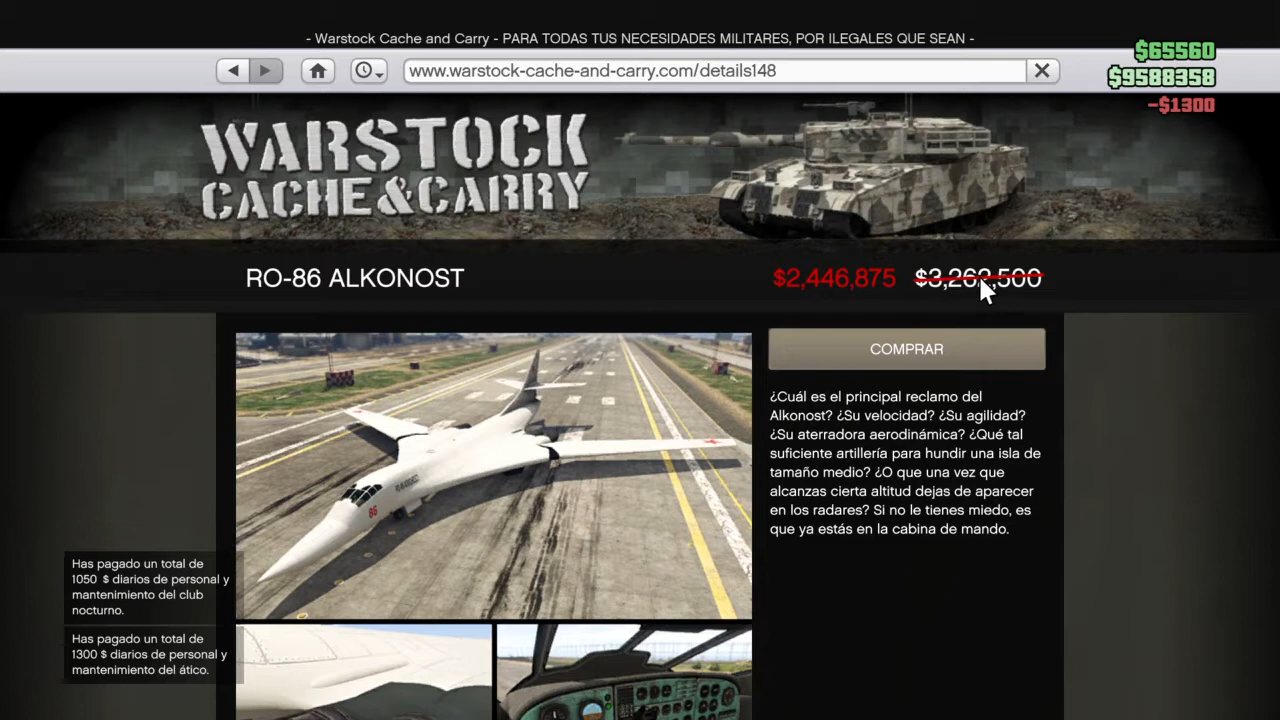 - Warstock Cache and Carry - PARA TODAS TUS NECESIDADES MILITARES, POR ILEGALES QUE SEAN -
$65560
www.warstock-cache-and-carry.com/details148
$9588358
-$1300
WARSTOCK
CACHE&CARRY
RO-86 ALKONOST
$2,446,875 $3,262,500
COMPRAR
¿Cuál es el principal reclamo del
Alkonost? ¿Su velocidad? ¿Su agilidad?
¿Su aterradora aerodinámica? ¿Qué tal
suficiente artillería para hundir una isla de
tamaño medio? ¿O que una vez que
alcanzas cierta altitud dejas de aparecer
en los radares? Si no le tienes miedo, es
que ya estás en la cabina de mando.
86
Has pagado un total de
1050 $ diarios de personal y
mantenimiento del club
nocturno.
Has pagado un total de
1300 $ diarios de personal y
mantenimiento del ático.